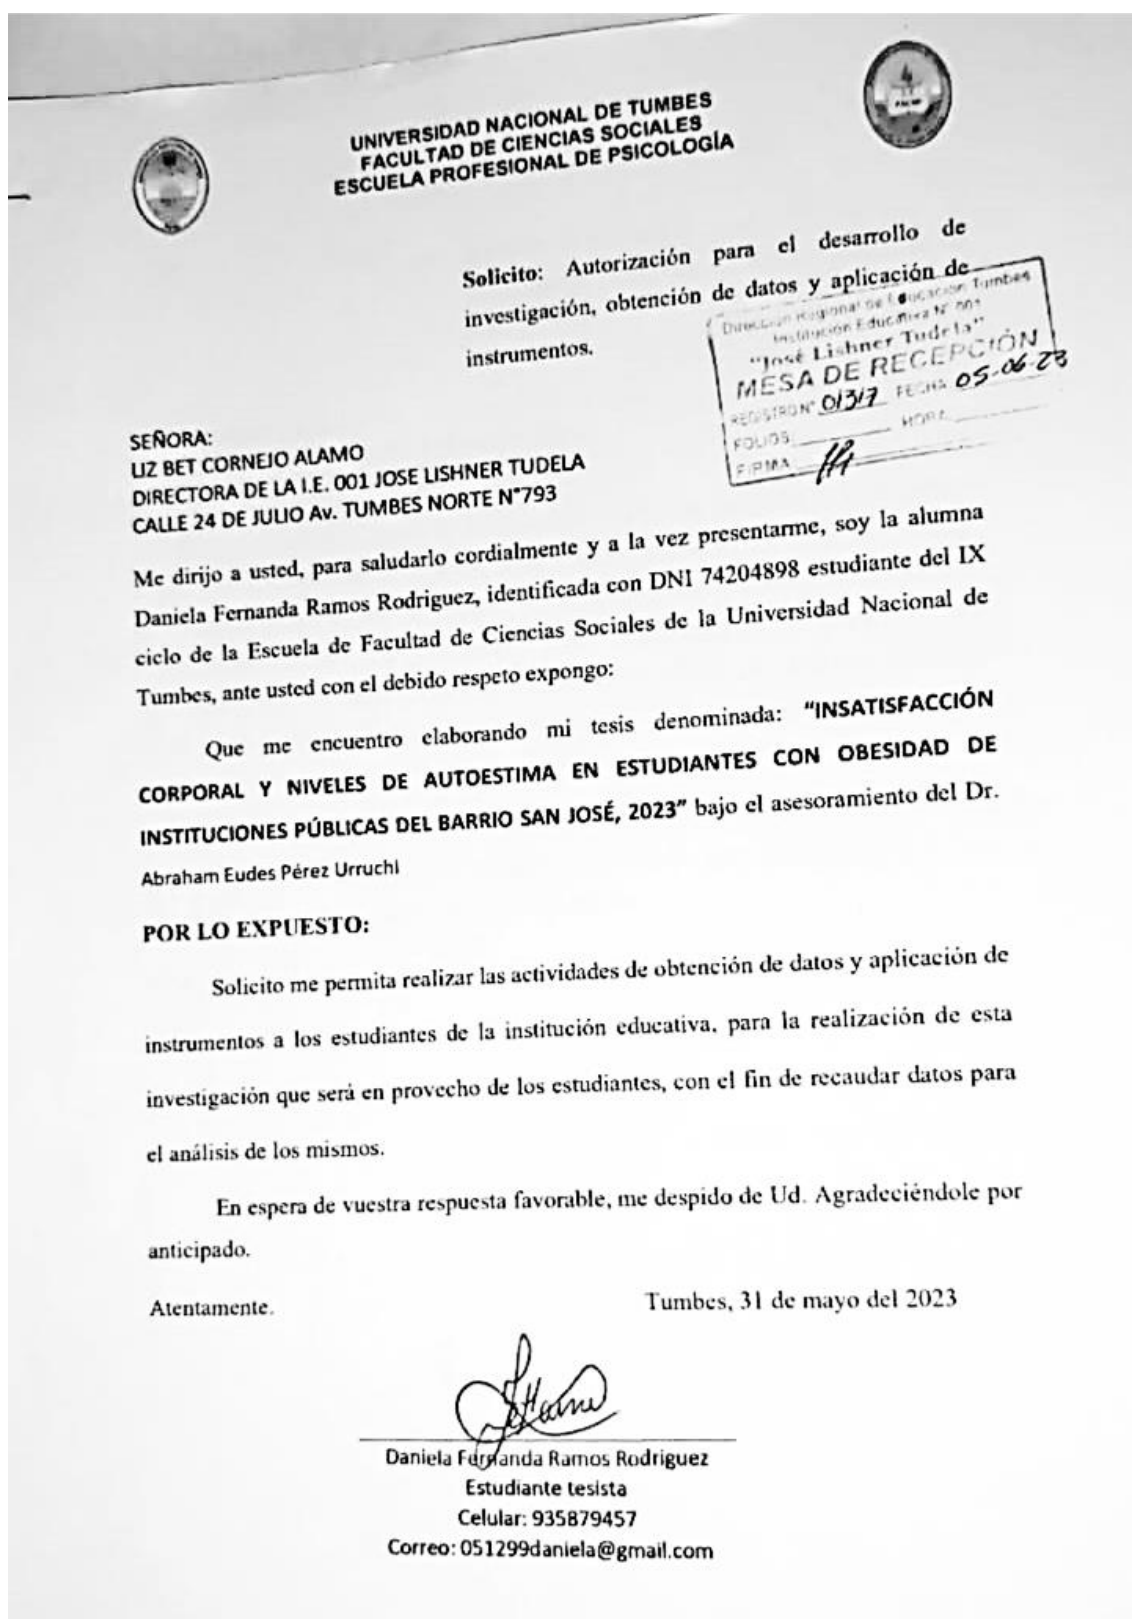 UNIVERSIDAD NACIONAL DE TUMBES
FACULTAD DE CIENCIAS SOCIALES
ESCUELA PROFESIONAL DE PSICOLOGÍA
Solicito: Autorización para el desarrollo de
investigación, obtención de datos y aplicación de
instrumentos.
Dirección Regional de Educación Tumbes
Institución Educativa N° 001
"José Lishner Tudela"
MESA DE RECEPCIÓN
REGISTRO N° 01317 FECHA 05-06-23
FOLIOS HORA
FIRMA
SEÑORA:
LIZ BET CORNEJO ALAMO
DIRECTORA DE LA I.E. 001 JOSE LISHNER TUDELA
CALLE 24 DE JULIO Av. TUMBES NORTE N°793
Me dirijo a usted, para saludarlo cordialmente y a la vez presentarme, soy la alumna
Daniela Fernanda Ramos Rodriguez, identificada con DNI 74204898 estudiante del IX
ciclo de la Escuela de Facultad de Ciencias Sociales de la Universidad Nacional de
Tumbes, ante usted con el debido respeto expongo:
Que me encuentro elaborando mi tesis denominada: "INSATISFACCIÓN
CORPORAL Y NIVELES DE AUTOESTIMA EN ESTUDIANTES CON OBESIDAD DE
INSTITUCIONES PÚBLICAS DEL BARRIO SAN JOSÉ, 2023" bajo el asesoramiento del Dr.
Abraham Eudes Pérez Urruchi
POR LO EXPUESTO:
Solicito me permita realizar las actividades de obtención de datos y aplicación de
instrumentos a los estudiantes de la institución educativa, para la realización de esta
investigación que será en provecho de los estudiantes, con el fin de recaudar datos para
el análisis de los mismos.
En espera de vuestra respuesta favorable, me despido de Ud. Agradeciéndole por
anticipado.
Atentamente.
Tumbes, 31 de mayo del 2023
Daniela Fernanda Ramos Rodriguez
Estudiante tesista
Celular: 935879457
Correo: 051299daniela@gmail.com